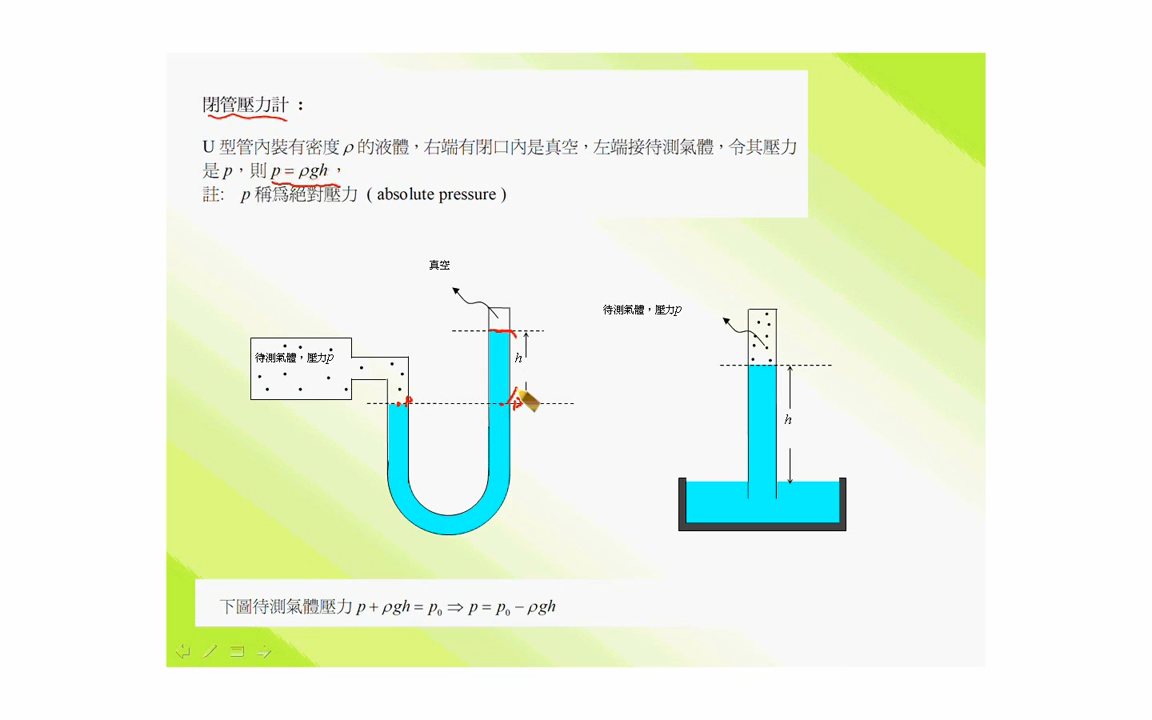 閉管壓力計：
U 型管內裝有密度 ρ 的液體，右端有閉口內是真空，左端接待測氣體，令其壓力
是 p，則 p = ρgh，
註: p 稱爲絕對壓力 ( absolute pressure )
真空
待測氣體，壓力p
h
p
待測氣體，壓力p
h
下圖待測氣體壓力 p + ρgh = p₀ ⇒ p = p₀ − ρgh